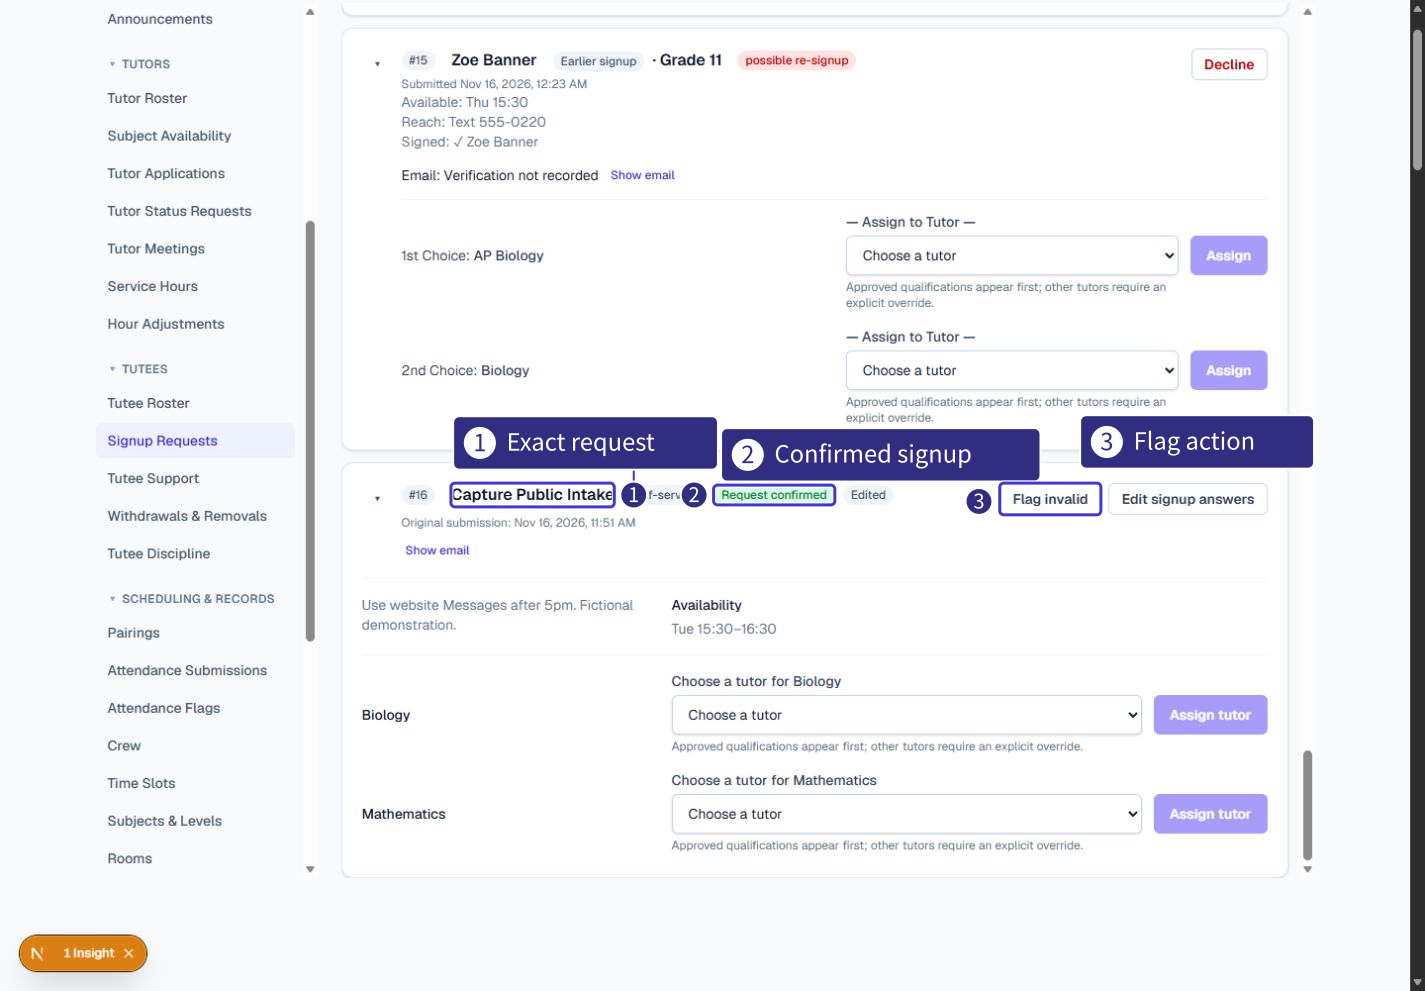 Announcements
TUTORS
Tutor Roster
Subject Availability
Tutor Applications
Tutor Status Requests
Tutor Meetings
Service Hours
Hour Adjustments
TUTEES
Tutee Roster
Signup Requests
Tutee Support
Withdrawals & Removals
Tutee Discipline
SCHEDULING & RECORDS
Pairings
Attendance Submissions
Attendance Flags
Crew
Time Slots
Subjects & Levels
Rooms
#15 Zoe Banner Earlier signup · Grade 11 possible re-signup Decline
Submitted Nov 16, 2026, 12:23 AM
Available: Thu 15:30
Reach: Text 555-0220
Signed: ✓ Zoe Banner
Email: Verification not recorded Show email
— Assign to Tutor —
1st Choice: AP Biology Choose a tutor Assign
Approved qualifications appear first; other tutors require an
explicit override.
— Assign to Tutor —
2nd Choice: Biology Choose a tutor Assign
Approved qualifications appear first; other tutors require an
explicit override.
1 Exact request
2 Confirmed signup
3 Flag action
#16 Capture Public Intake 1 f-serv 2 Request confirmed Edited 3 Flag invalid Edit signup answers
Original submission: Nov 16, 2026, 11:51 AM
Show email
Use website Messages after 5pm. Fictional
demonstration.
Availability
Tue 15:30–16:30
Choose a tutor for Biology
Biology Choose a tutor Assign tutor
Approved qualifications appear first; other tutors require an explicit override.
Choose a tutor for Mathematics
Mathematics Choose a tutor Assign tutor
Approved qualifications appear first; other tutors require an explicit override.
N 1 Insight ×